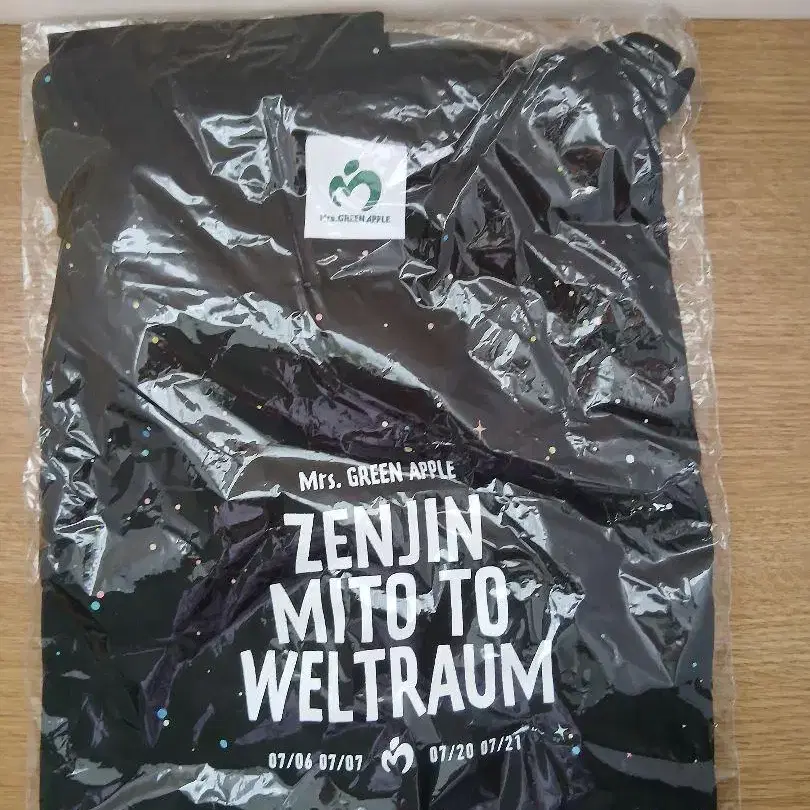 Mrs. GREEN APPLE
Mrs. GREEN APPLE
ZENJIN
MITO TO
WELTRAUM
07/06 07/07 07/20 07/21